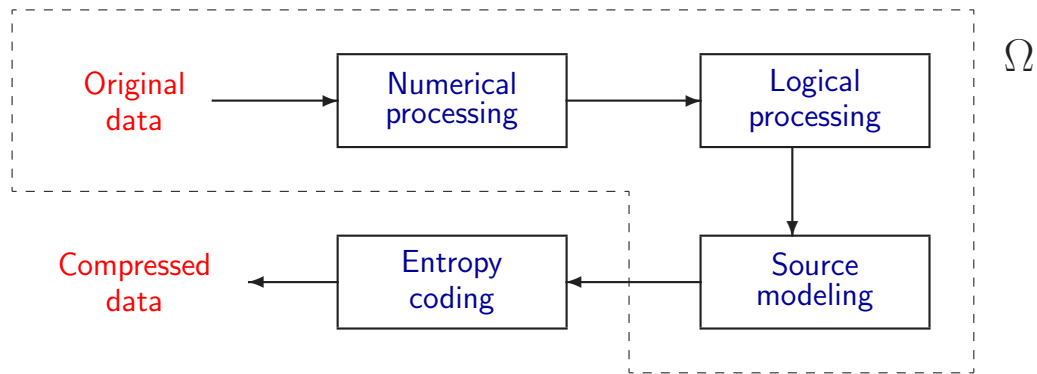 Original
data
Numerical
processing
Logical
processing
Ω
Compressed
data
Entropy
coding
Source
modeling